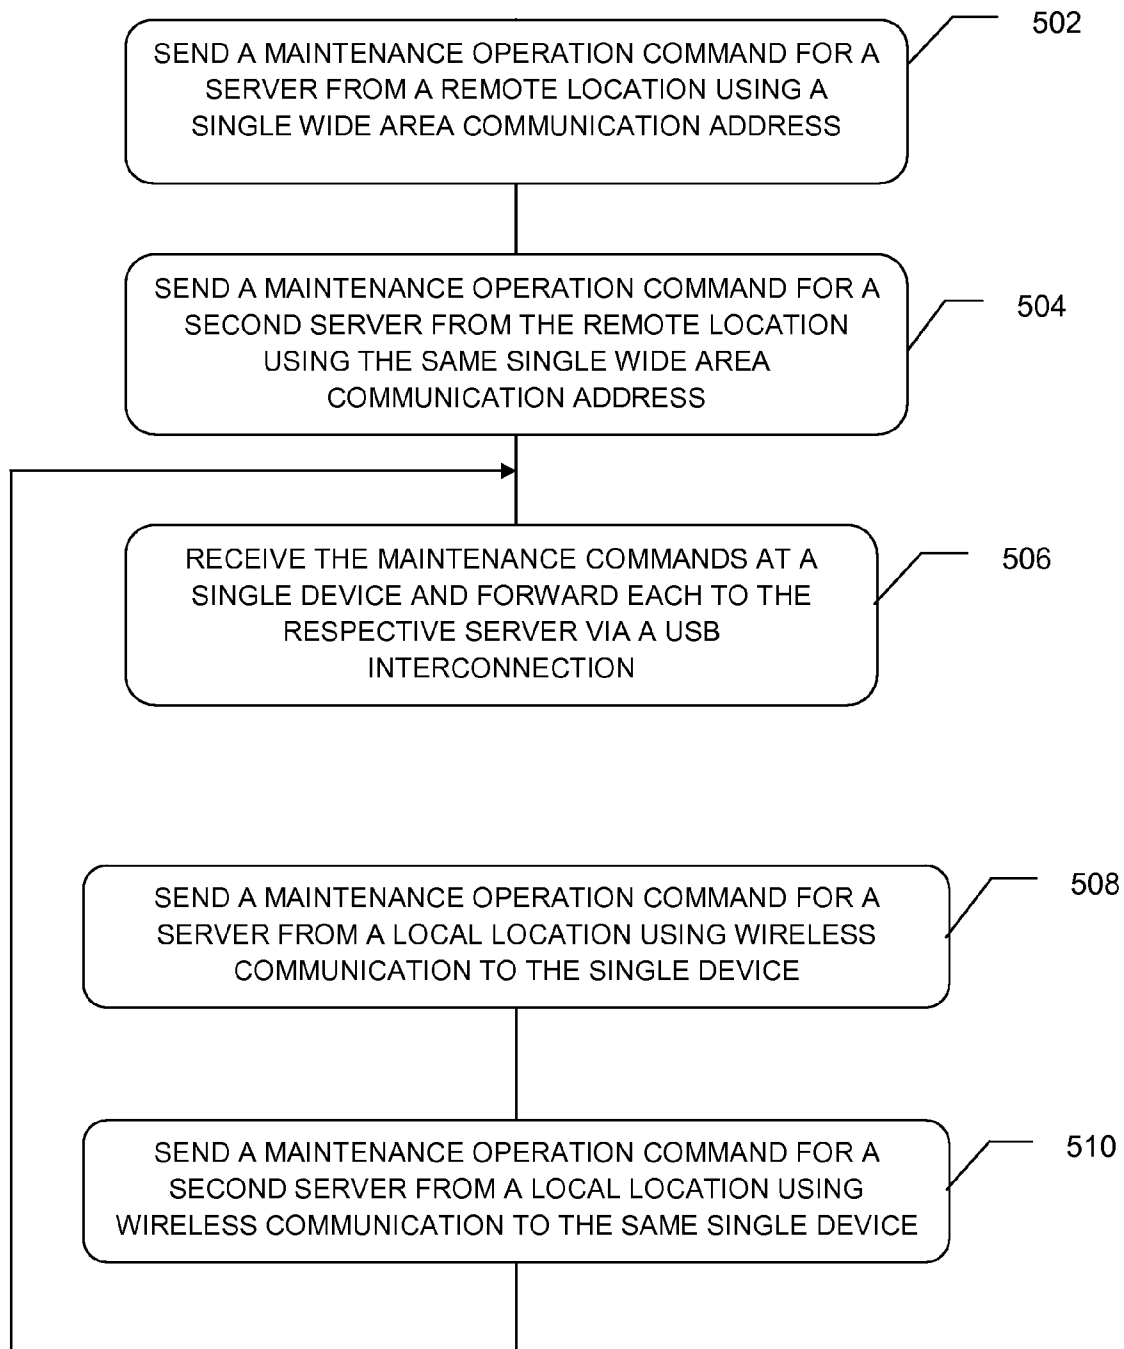 502
SEND A MAINTENANCE OPERATION COMMAND FOR A
SERVER FROM A REMOTE LOCATION USING A
SINGLE WIDE AREA COMMUNICATION ADDRESS
504
SEND A MAINTENANCE OPERATION COMMAND FOR A
SECOND SERVER FROM THE REMOTE LOCATION
USING THE SAME SINGLE WIDE AREA
COMMUNICATION ADDRESS
506
RECEIVE THE MAINTENANCE COMMANDS AT A
SINGLE DEVICE AND FORWARD EACH TO THE
RESPECTIVE SERVER VIA A USB
INTERCONNECTION
508
SEND A MAINTENANCE OPERATION COMMAND FOR A
SERVER FROM A LOCAL LOCATION USING WIRELESS
COMMUNICATION TO THE SINGLE DEVICE
510
SEND A MAINTENANCE OPERATION COMMAND FOR A
SECOND SERVER FROM A LOCAL LOCATION USING
WIRELESS COMMUNICATION TO THE SAME SINGLE DEVICE